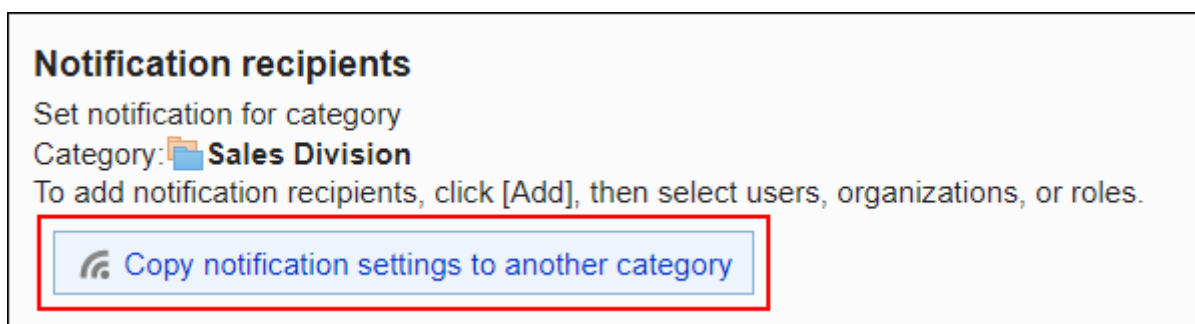 Notification recipients
Set notification for category
Category: Sales Division
To add notification recipients, click [Add], then select users, organizations, or roles.
Copy notification settings to another category